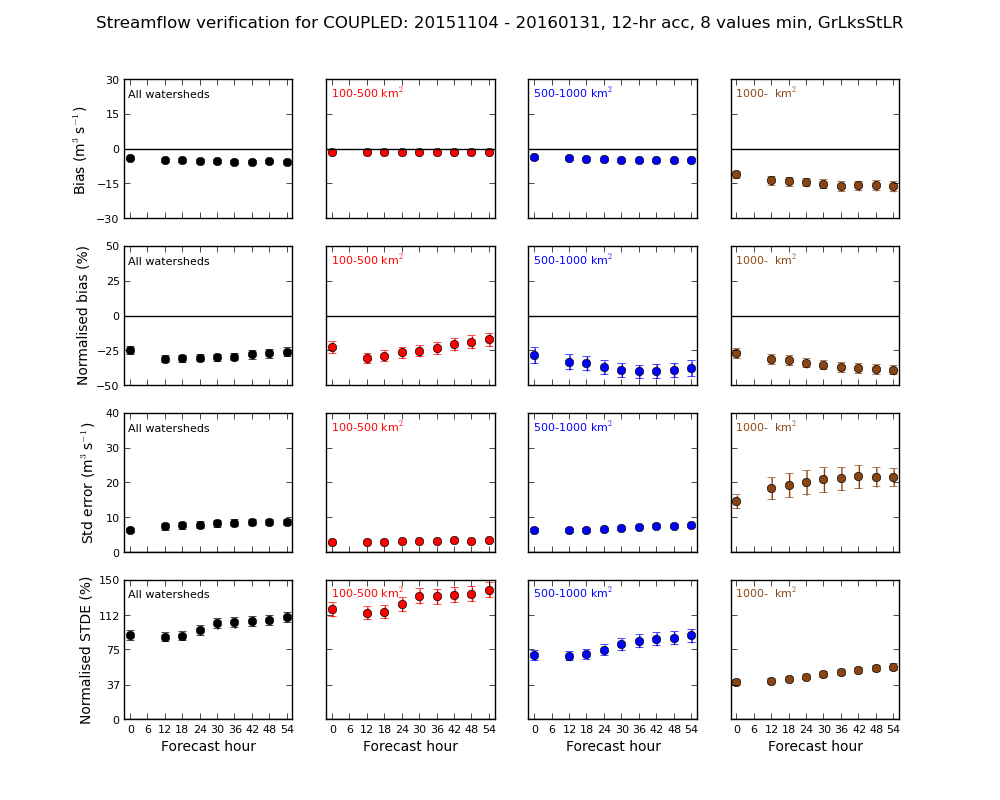 Streamflow verification for COUPLED: 20151104 - 20160131, 12-hr acc, 8 values min, GrLksStLR
Bias (m³ s⁻¹)
30
15
0
−15
−30
All watersheds
100-500 km²
500-1000 km²
1000-  km²
Normalised bias (%)
50
25
0
−25
−50
All watersheds
100-500 km²
500-1000 km²
1000-  km²
Std error (m³ s⁻¹)
40
30
20
10
0
All watersheds
100-500 km²
500-1000 km²
1000-  km²
Normalised STDE (%)
150
112
75
37
0
All watersheds
100-500 km²
500-1000 km²
1000-  km²
0 6 12 18 24 30 36 42 48 54
0 6 12 18 24 30 36 42 48 54
0 6 12 18 24 30 36 42 48 54
0 6 12 18 24 30 36 42 48 54
Forecast hour
Forecast hour
Forecast hour
Forecast hour